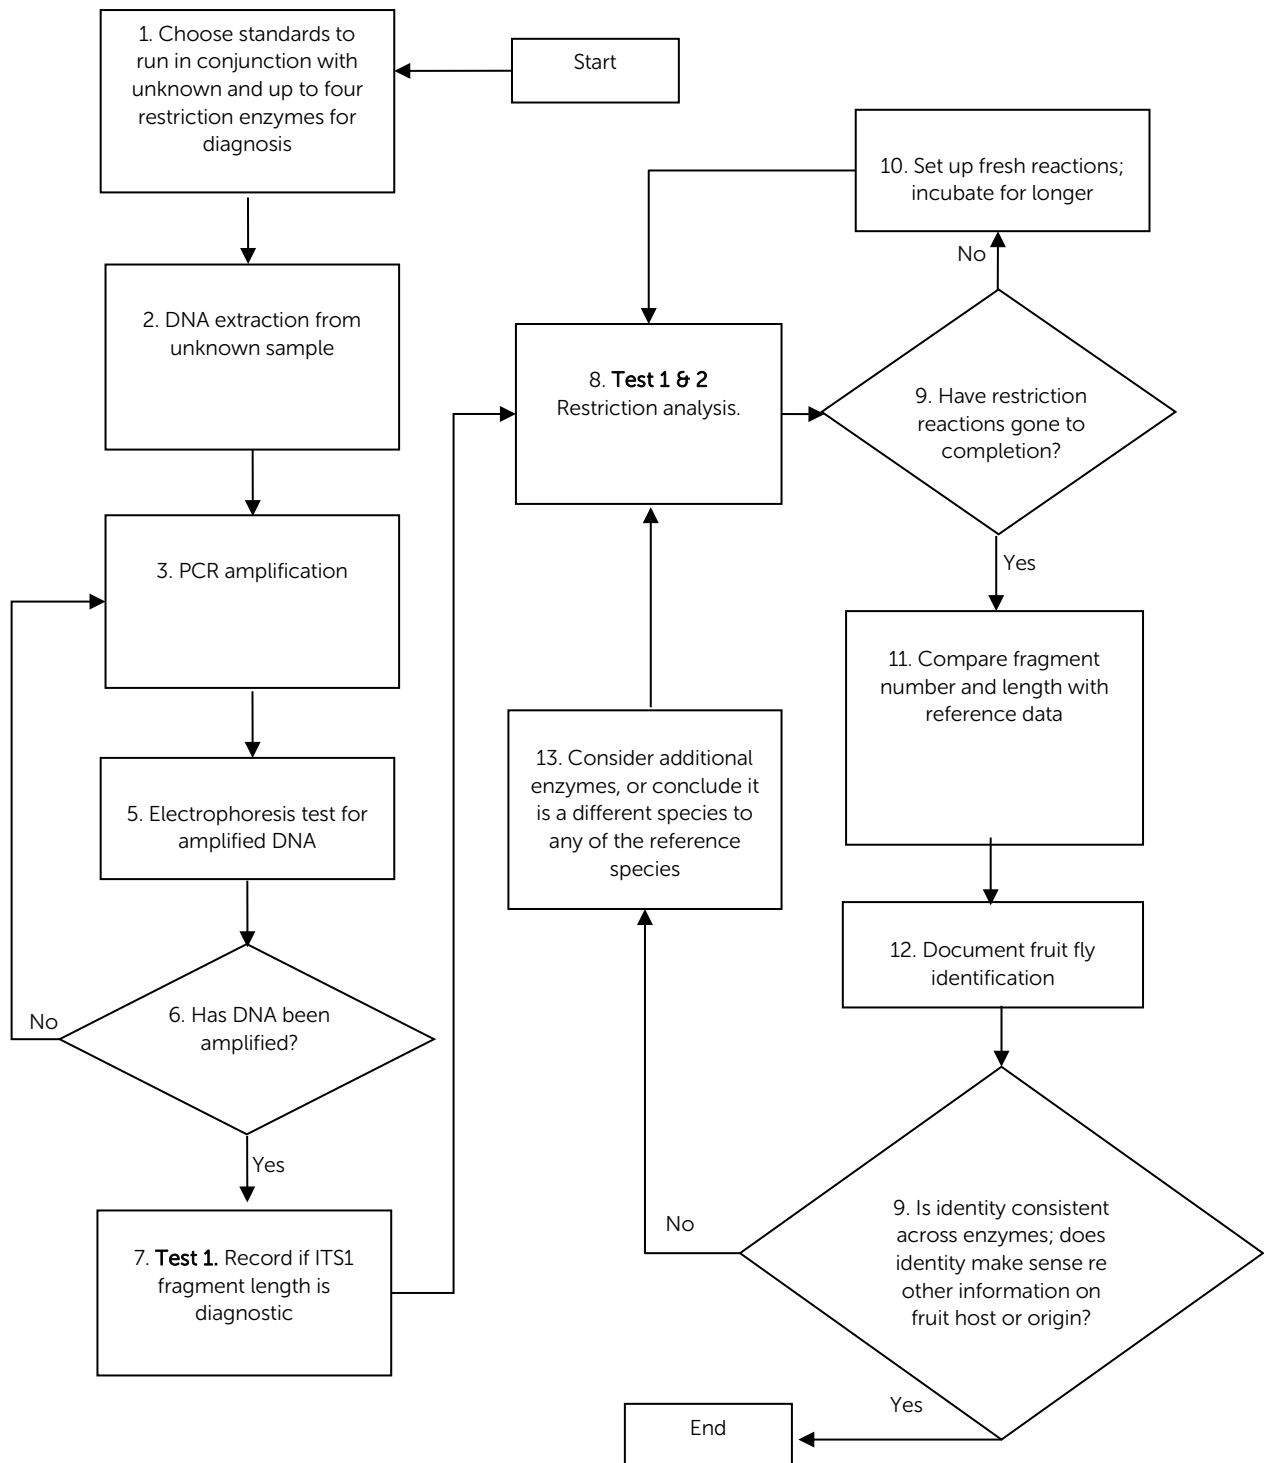 Start
1. Choose standards to
run in conjunction with
unknown and up to four
restriction enzymes for
diagnosis
2. DNA extraction from
unknown sample
3. PCR amplification
5. Electrophoresis test for
amplified DNA
6. Has DNA been
amplified?
No
Yes
7. Test 1. Record if ITS1
fragment length is
diagnostic
8. Test 1 & 2
Restriction analysis.
9. Have restriction
reactions gone to
completion?
No
10. Set up fresh reactions;
incubate for longer
Yes
11. Compare fragment
number and length with
reference data
12. Document fruit fly
identification
9. Is identity consistent
across enzymes; does
identity make sense re
other information on
fruit host or origin?
No
13. Consider additional
enzymes, or conclude it
is a different species to
any of the reference
species
Yes
End